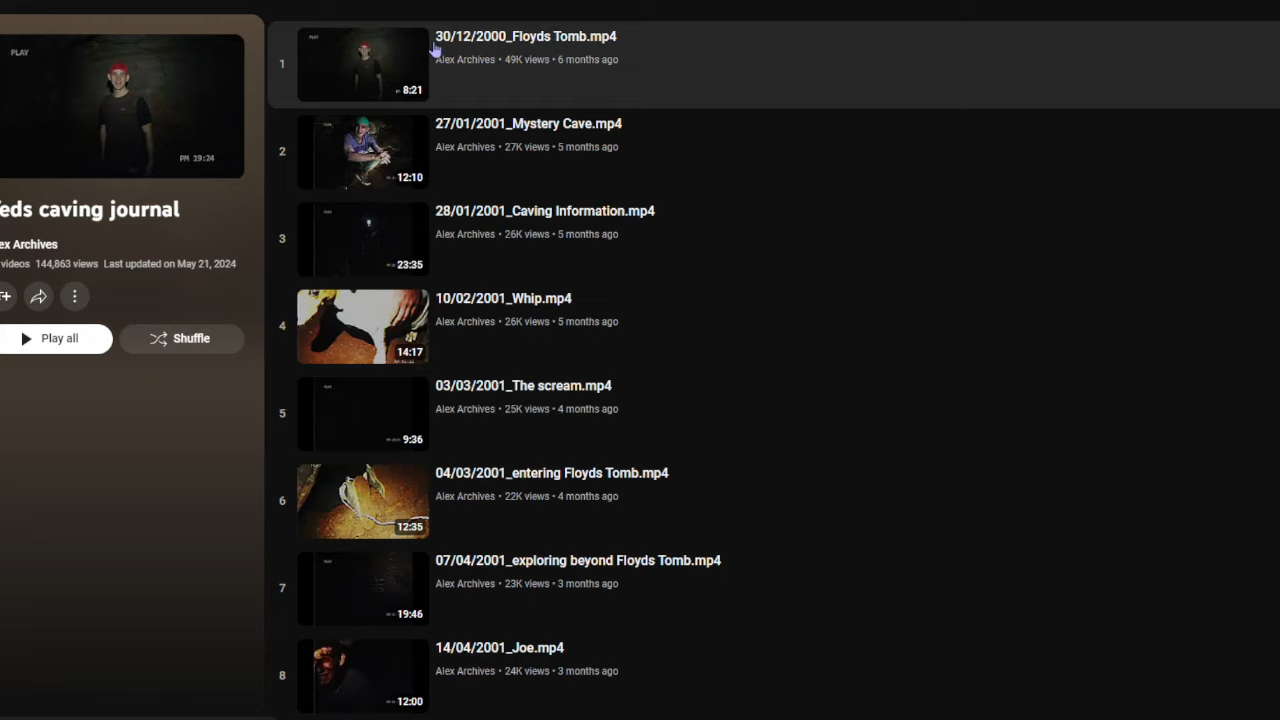 PLAY
PM 19:24
eds caving journal
ex Archives
videos 144,863 views Last updated on May 21, 2024
Play all
Shuffle
1
PLAY
8:21
30/12/2000_Floyds Tomb.mp4
Alex Archives • 49K views • 6 months ago
2
12:10
27/01/2001_Mystery Cave.mp4
Alex Archives • 27K views • 5 months ago
3
PLAY
23:35
28/01/2001_Caving Information.mp4
Alex Archives • 26K views • 5 months ago
4
14:17
10/02/2001_Whip.mp4
Alex Archives • 26K views • 5 months ago
5
PLAY
9:36
03/03/2001_The scream.mp4
Alex Archives • 25K views • 4 months ago
6
PLAY
12:35
04/03/2001_entering Floyds Tomb.mp4
Alex Archives • 22K views • 4 months ago
7
PLAY
19:46
07/04/2001_exploring beyond Floyds Tomb.mp4
Alex Archives • 23K views • 3 months ago
8
12:00
14/04/2001_Joe.mp4
Alex Archives • 24K views • 3 months ago